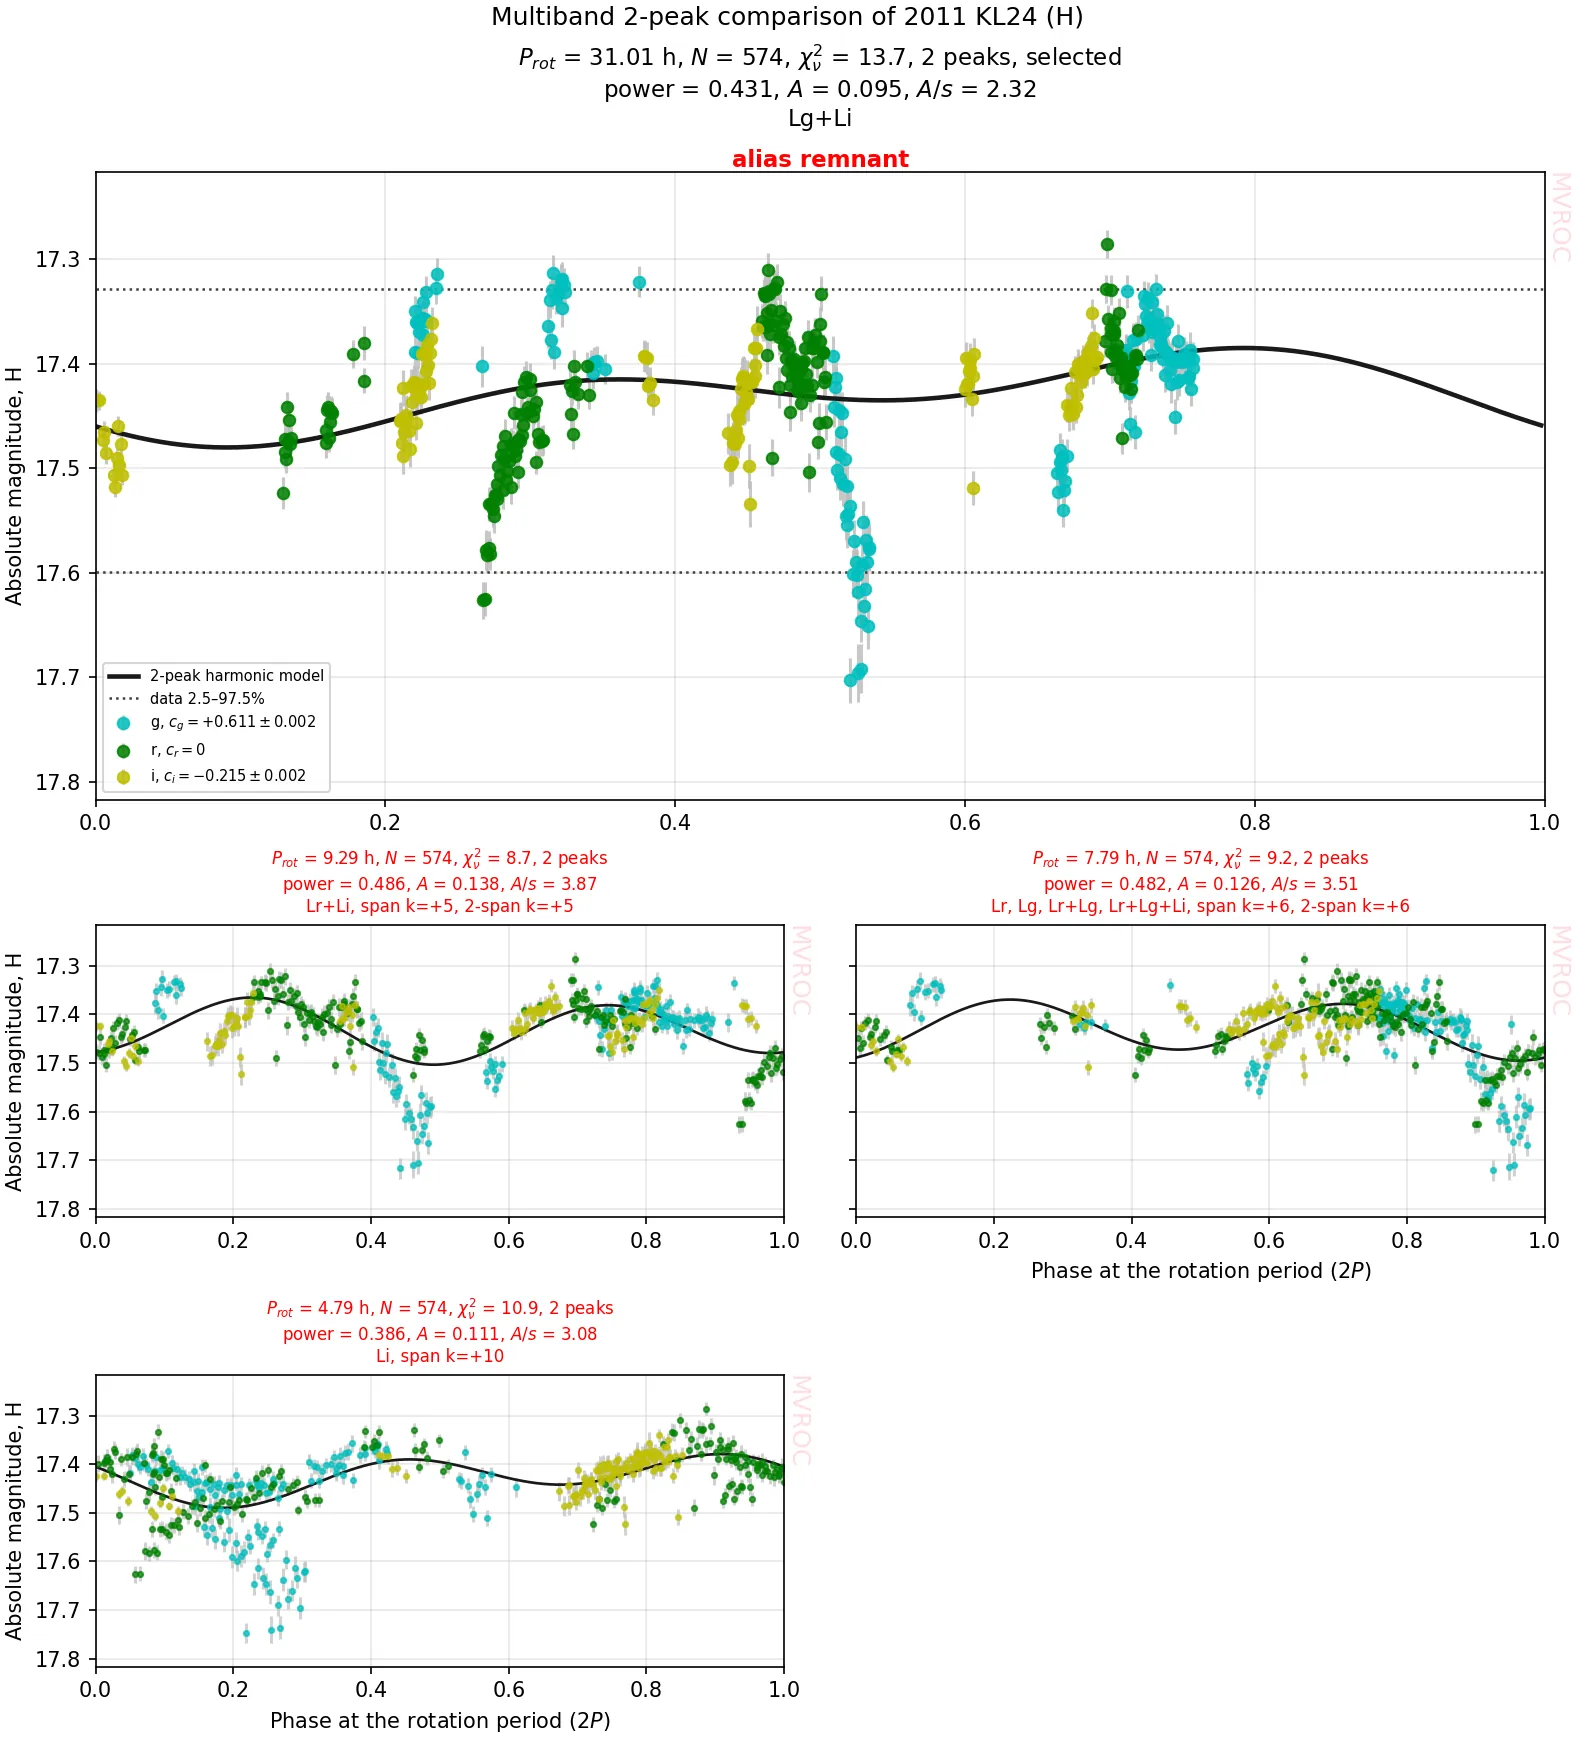 Multiband 2-peak comparison of 2011 KL24 (H)
P_rot = 31.01 h, N = 574, χ²_ν = 13.7, 2 peaks, selected
power = 0.431, A = 0.095, A/s = 2.32
Lg+Li
alias remnant
MVROC
17.3
17.4
17.5
17.6
17.7
17.8
Absolute magnitude, H
2-peak harmonic model
data 2.5–97.5%
g, c_g = +0.611 ± 0.002
r, c_r = 0
i, c_i = −0.215 ± 0.002
0.0 0.2 0.4 0.6 0.8 1.0
P_rot = 9.29 h, N = 574, χ²_ν = 8.7, 2 peaks
power = 0.486, A = 0.138, A/s = 3.87
Lr+Li, span k=+5, 2-span k=+5
MVROC
17.3
17.4
17.5
17.6
17.7
17.8
Absolute magnitude, H
0.0 0.2 0.4 0.6 0.8 1.0
P_rot = 7.79 h, N = 574, χ²_ν = 9.2, 2 peaks
power = 0.482, A = 0.126, A/s = 3.51
Lr, Lg, Lr+Lg, Lr+Lg+Li, span k=+6, 2-span k=+6
MVROC
0.0 0.2 0.4 0.6 0.8 1.0
Phase at the rotation period (2P)
P_rot = 4.79 h, N = 574, χ²_ν = 10.9, 2 peaks
power = 0.386, A = 0.111, A/s = 3.08
Li, span k=+10
MVROC
17.3
17.4
17.5
17.6
17.7
17.8
Absolute magnitude, H
0.0 0.2 0.4 0.6 0.8 1.0
Phase at the rotation period (2P)